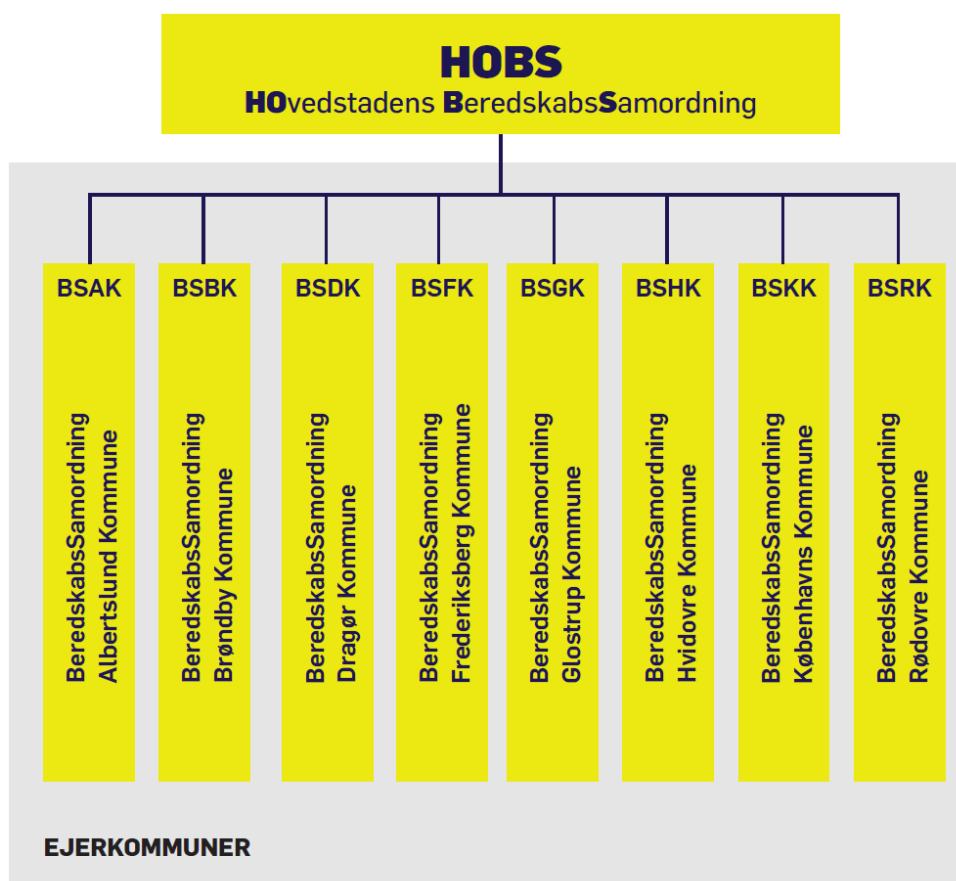 HOBS
HOvedstadens BeredskabsSamordning
BSAK
BeredskabsSamordning
Albertslund Kommune
BSBK
BeredskabsSamordning
Brøndby Kommune
BSDK
BeredskabsSamordning
Dragør Kommune
BSFK
BeredskabsSamordning
Frederiksberg Kommune
BSGK
BeredskabsSamordning
Glostrup Kommune
BSHK
BeredskabsSamordning
Hvidovre Kommune
BSKK
BeredskabsSamordning
Københavns Kommune
BSRK
BeredskabsSamordning
Rødovre Kommune
EJERKOMMUNER